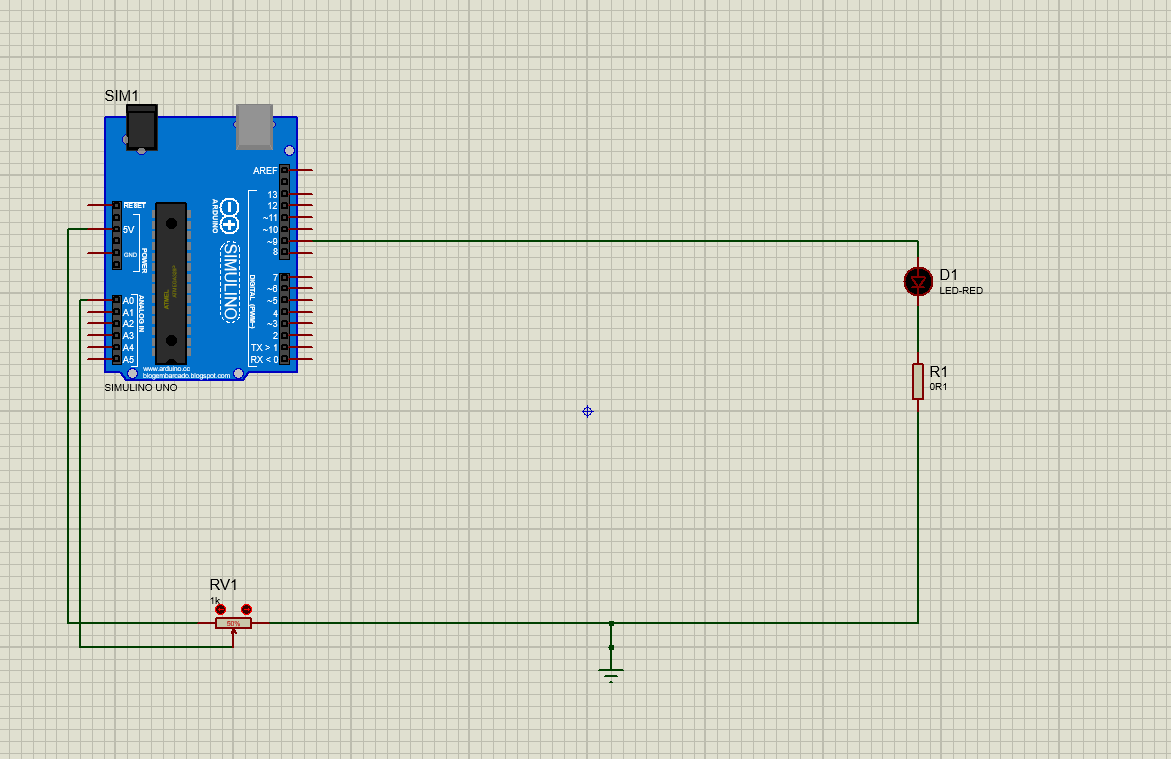 SIM1
AREF
13
12
~11
~10
~9
8
RESET
5V
GND
POWER
ARDUINO
SIMULINO
DIGITAL (PWM~)
7
~6
~5
4
~3
2
TX > 1
RX < 0
A0
A1
A2
A3
A4
A5
ANALOG IN
ATMEL
www.arduino.cc
blogembarcado.blogspot.com
SIMULINO UNO
D1
LED-RED
R1
0R1
RV1
1k
50%